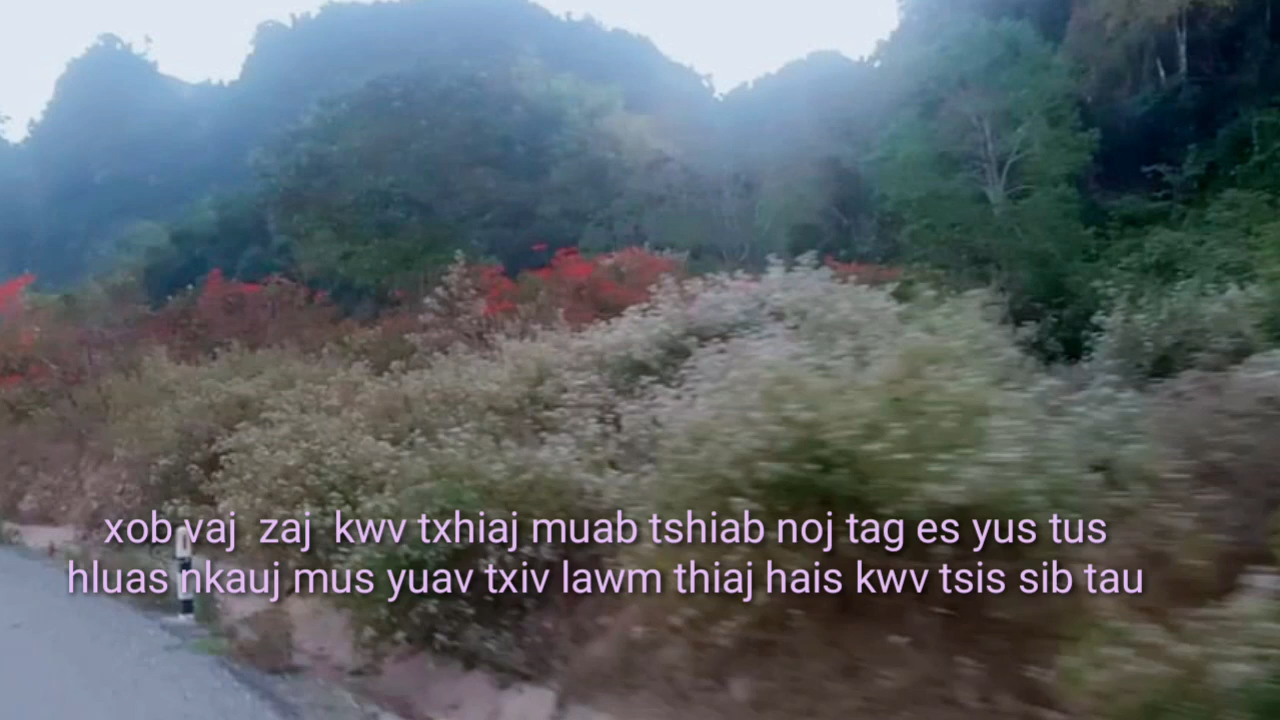 xob vaj zaj kwv txhiaj muab tshiab noj tag es yus tus
hluas nkauj mus yuav txiv lawm thiaj hais kwv tsis sib tau